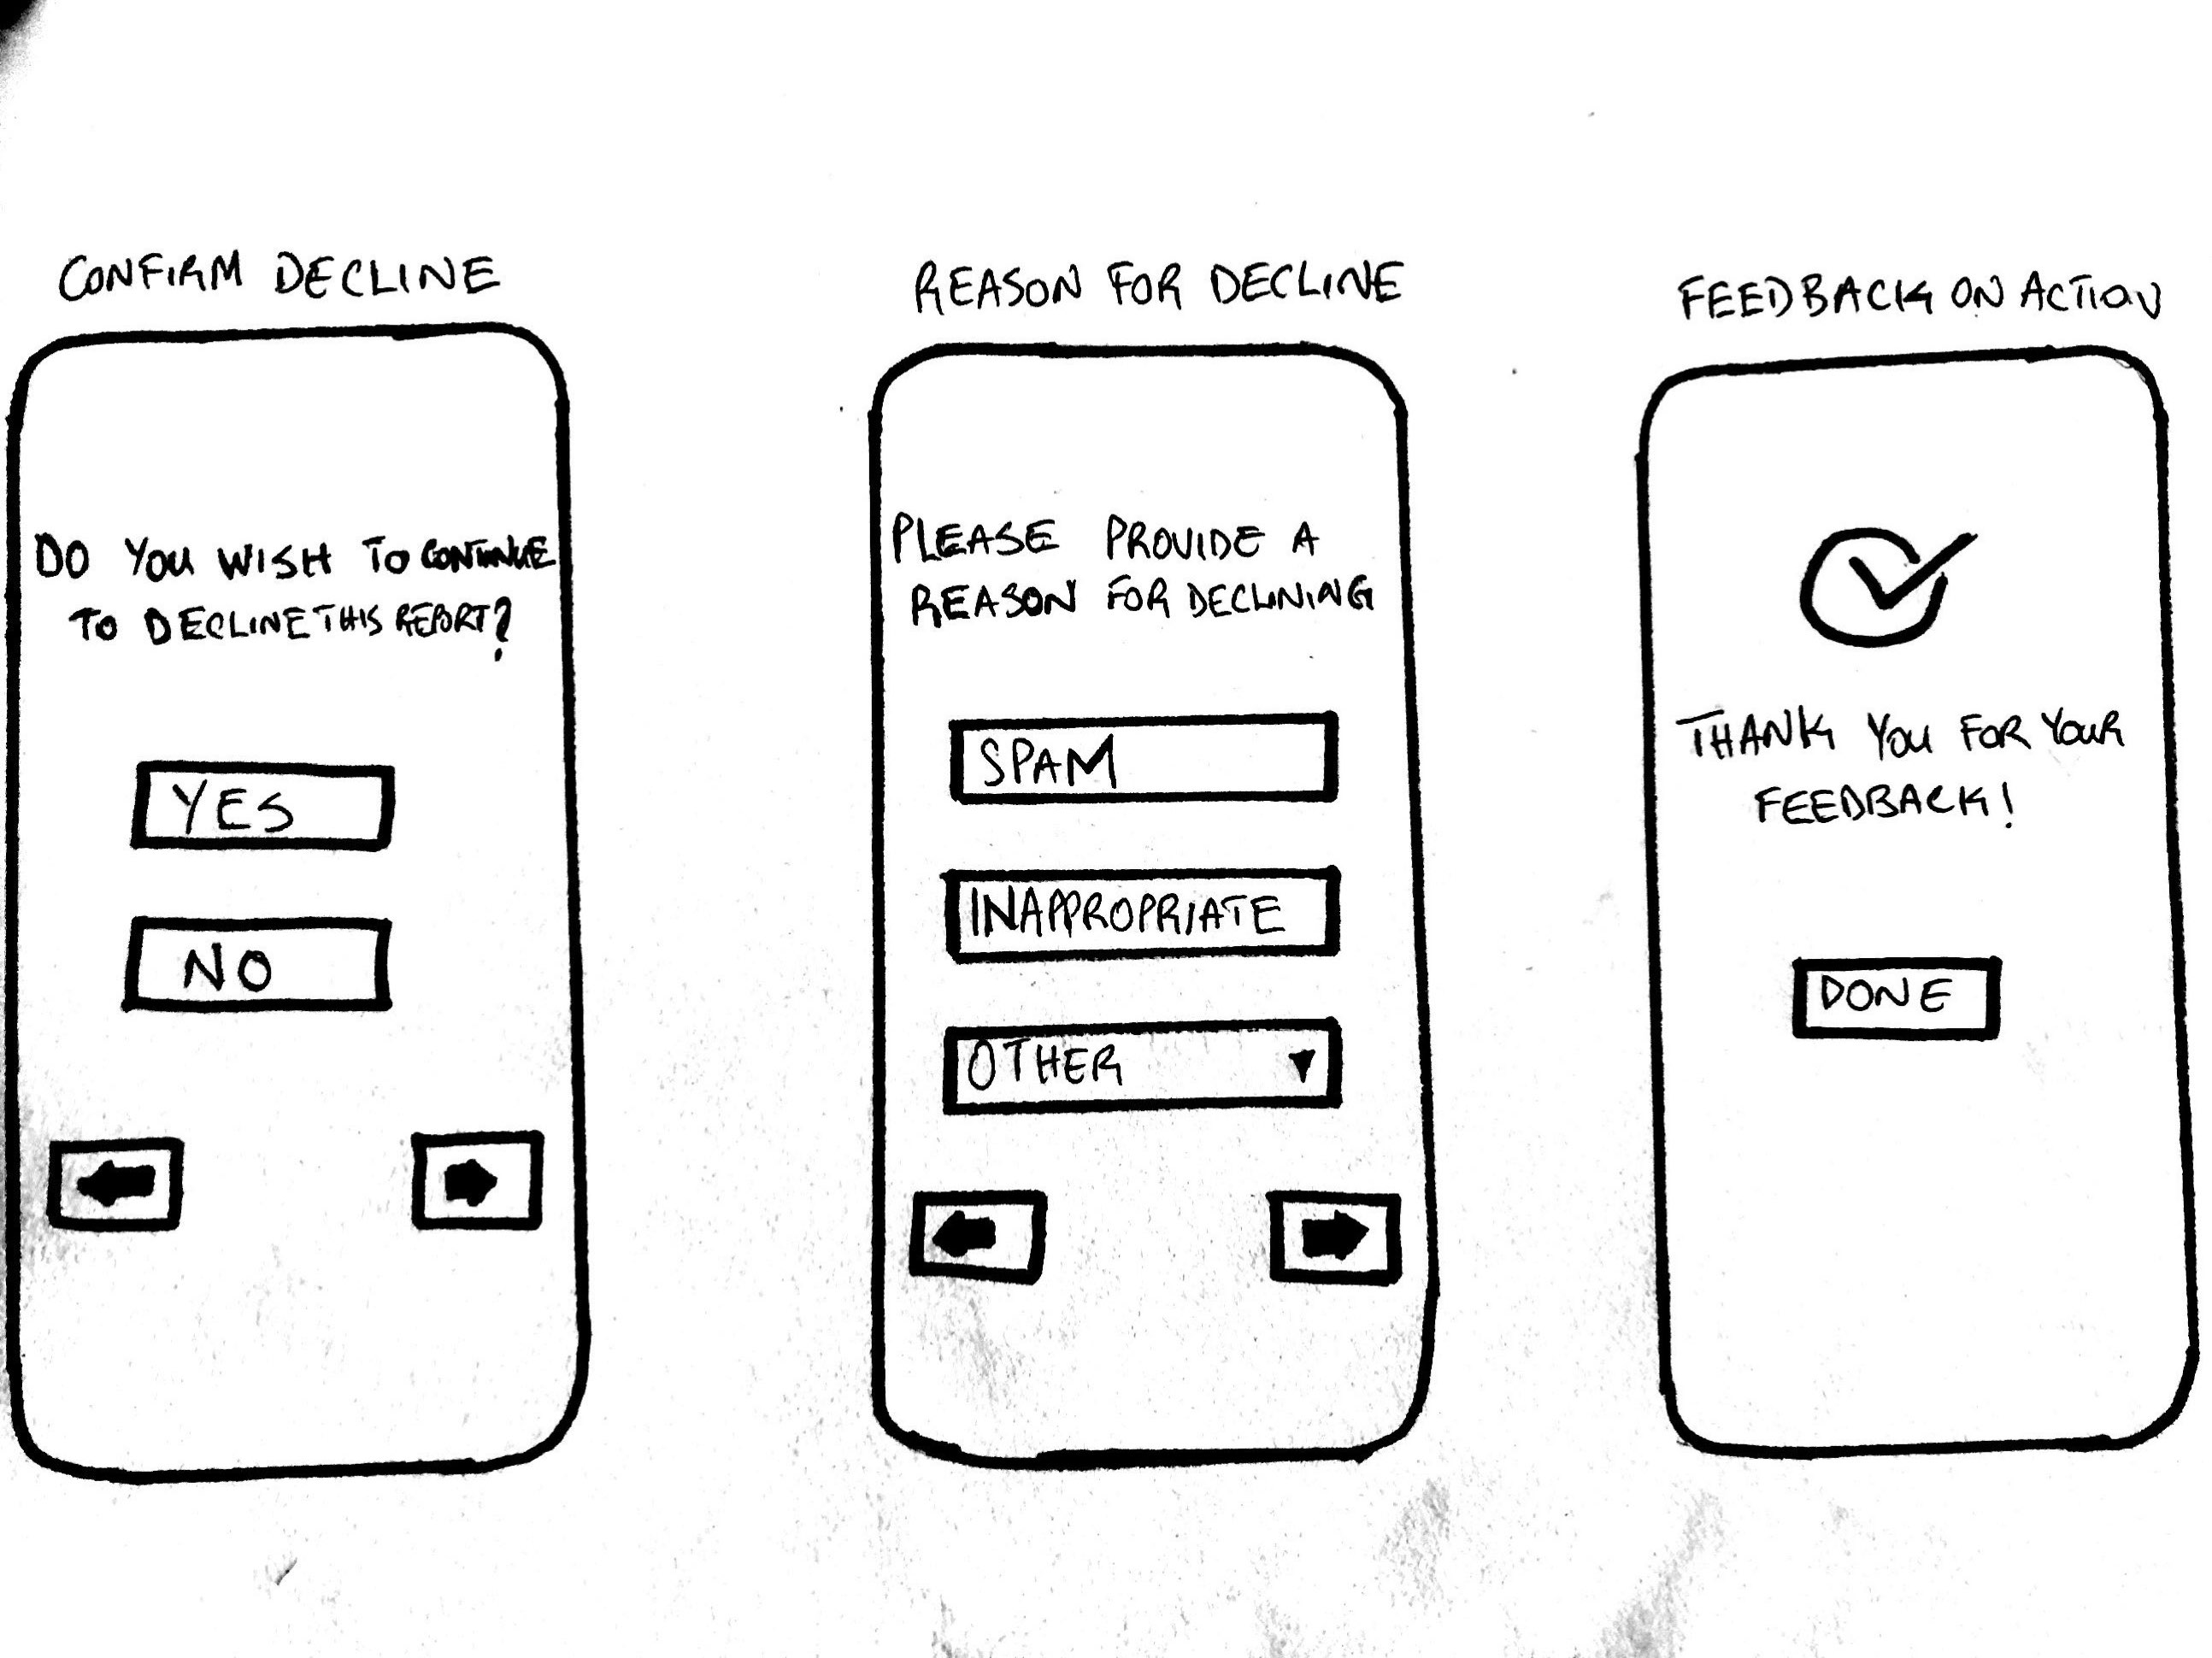 CONFIRM DECLINE
DO YOU WISH TO CONTINUE
TO DECLINE THIS REPORT?
YES
NO
REASON FOR DECLINE
PLEASE PROVIDE A
REASON FOR DECLINING
SPAM
INAPPROPRIATE
OTHER
FEEDBACK ON ACTION
THANK YOU FOR YOUR
FEEDBACK!
DONE